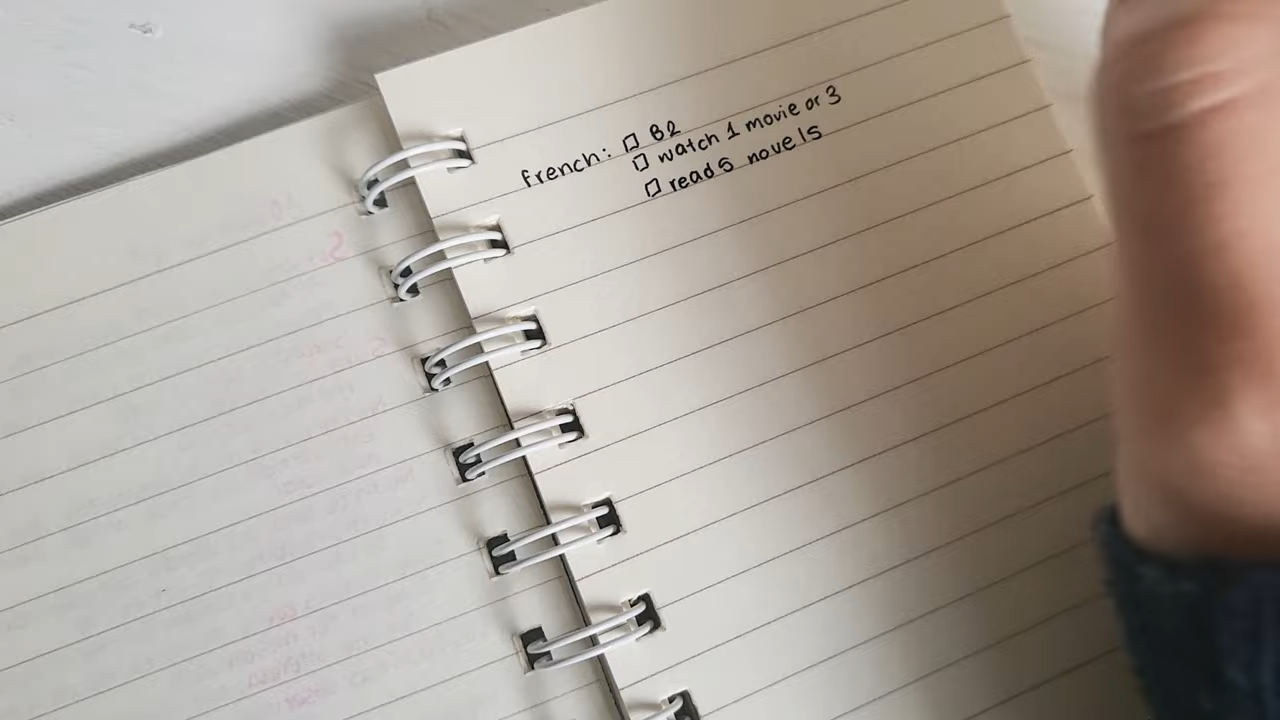 french: ☐ B2
☐ watch 1 movie or 3
☐ read 5 novels